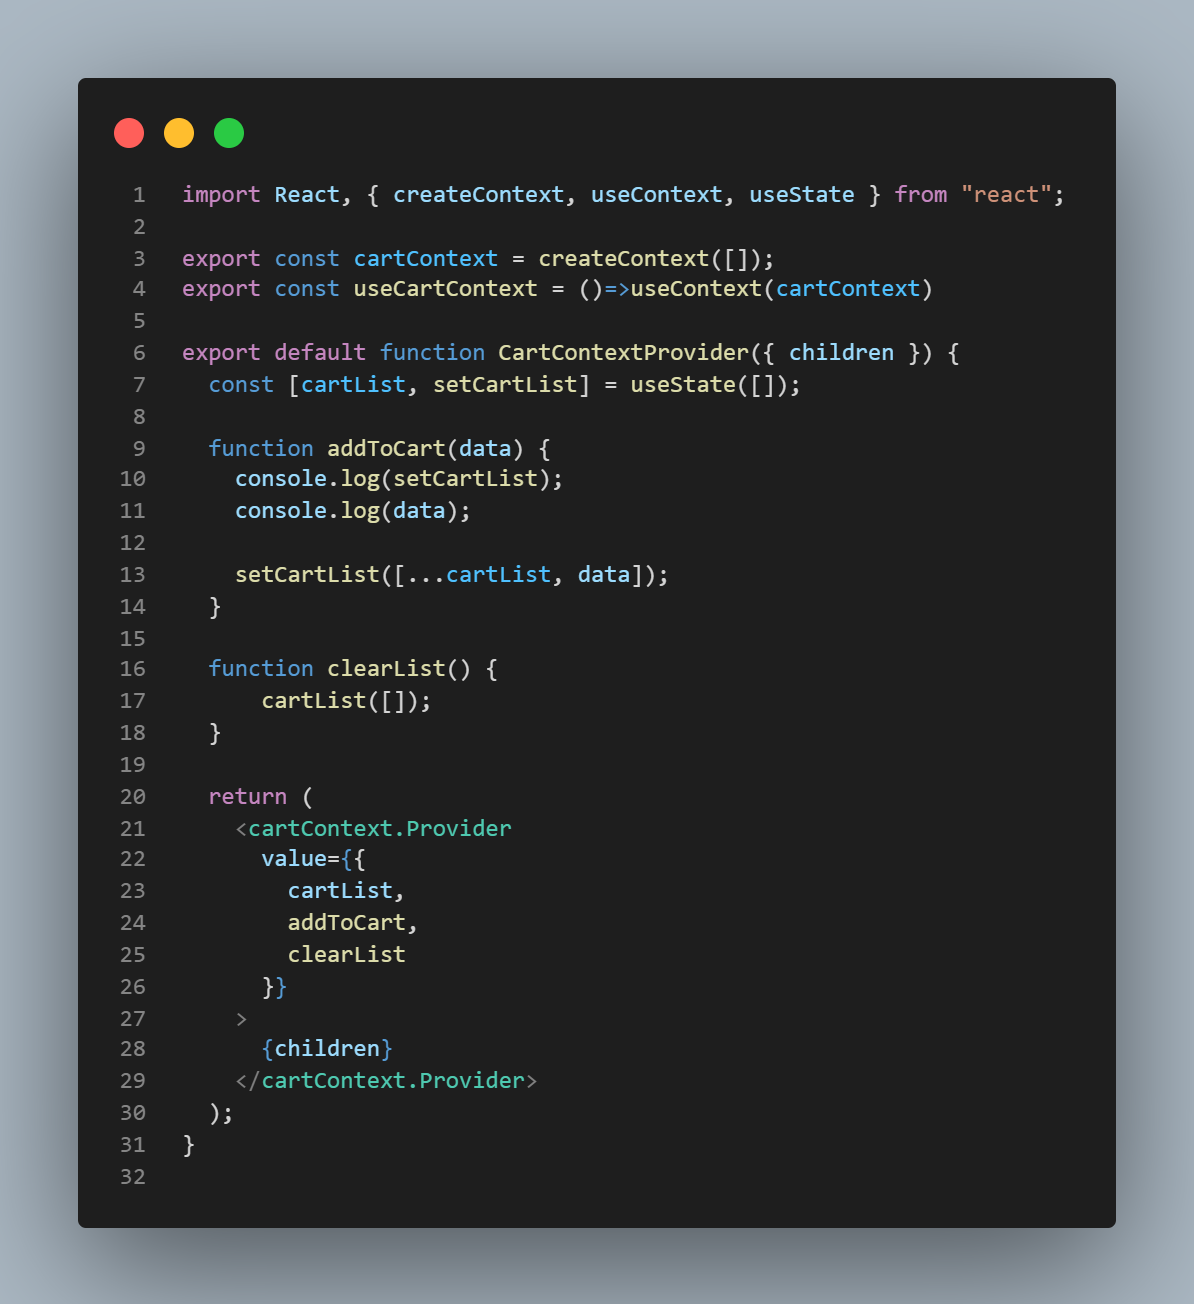 1 import React, { createContext, useContext, useState } from "react";
2
3 export const cartContext = createContext([]);
4 export const useCartContext = ()=>useContext(cartContext)
5
6 export default function CartContextProvider({ children }) {
7   const [cartList, setCartList] = useState([]);
8
9   function addToCart(data) {
10     console.log(setCartList);
11     console.log(data);
12
13     setCartList([...cartList, data]);
14   }
15
16   function clearList() {
17       cartList([]);
18   }
19
20   return (
21     <cartContext.Provider
22       value={{
23         cartList,
24         addToCart,
25         clearList
26       }}
27     >
28       {children}
29     </cartContext.Provider>
30   );
31 }
32